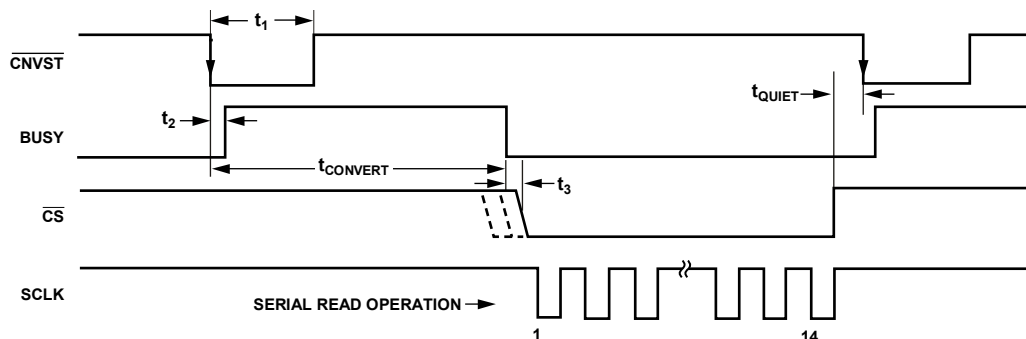 t1
CNVST
tQUIET
t2
BUSY
tCONVERT
t3
CS
SCLK
SERIAL READ OPERATION
1
14